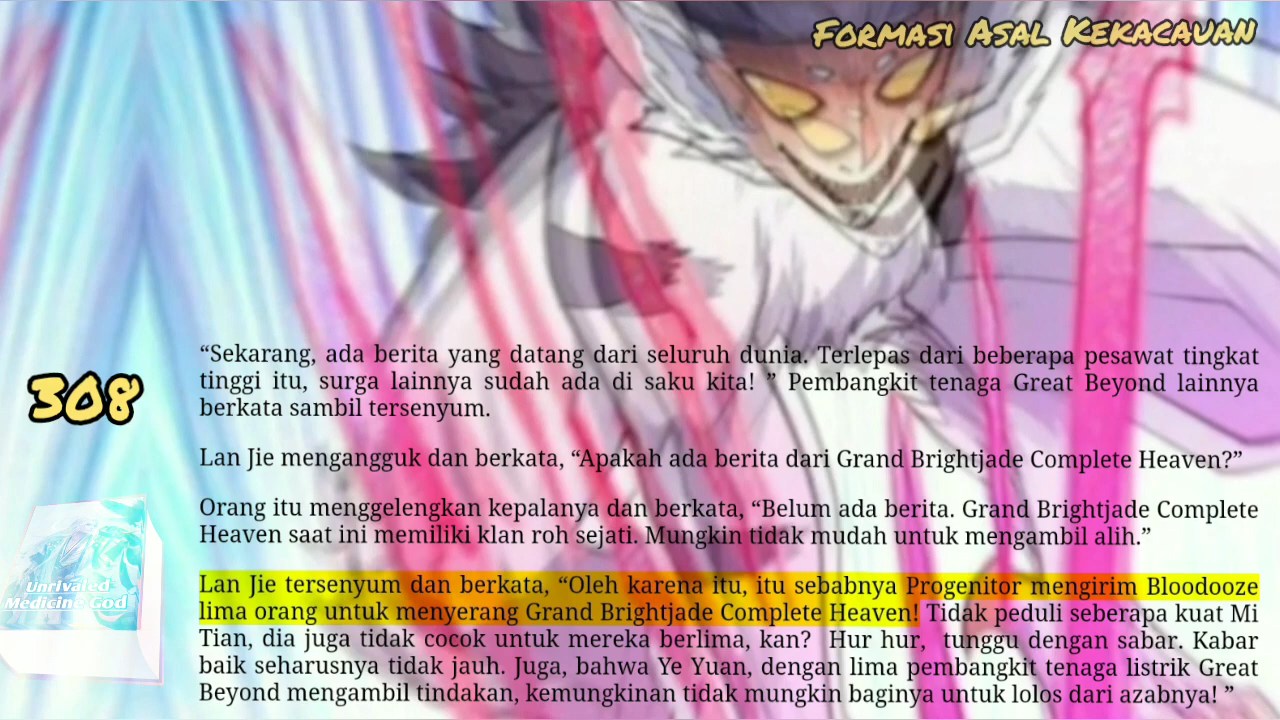 Formasi Asal Kekacauan
308
“Sekarang, ada berita yang datang dari seluruh dunia. Terlepas dari beberapa pesawat tingkat
tinggi itu, surga lainnya sudah ada di saku kita! ” Pembangkit tenaga Great Beyond lainnya
berkata sambil tersenyum.
Lan Jie mengangguk dan berkata, “Apakah ada berita dari Grand Brightjade Complete Heaven?”
Orang itu menggelengkan kepalanya dan berkata, “Belum ada berita. Grand Brightjade Complete
Heaven saat ini memiliki klan roh sejati. Mungkin tidak mudah untuk mengambil alih.”
Lan Jie tersenyum dan berkata, “Oleh karena itu, itu sebabnya Progenitor mengirim Bloodooze
lima orang untuk menyerang Grand Brightjade Complete Heaven! Tidak peduli seberapa kuat Mi
Tian, dia juga tidak cocok untuk mereka berlima, kan? Hur hur, tunggu dengan sabar. Kabar
baik seharusnya tidak jauh. Juga, bahwa Ye Yuan, dengan lima pembangkit tenaga listrik Great
Beyond mengambil tindakan, kemungkinan tidak mungkin baginya untuk lolos dari azabnya! ”
Unrivaled
Medicine God